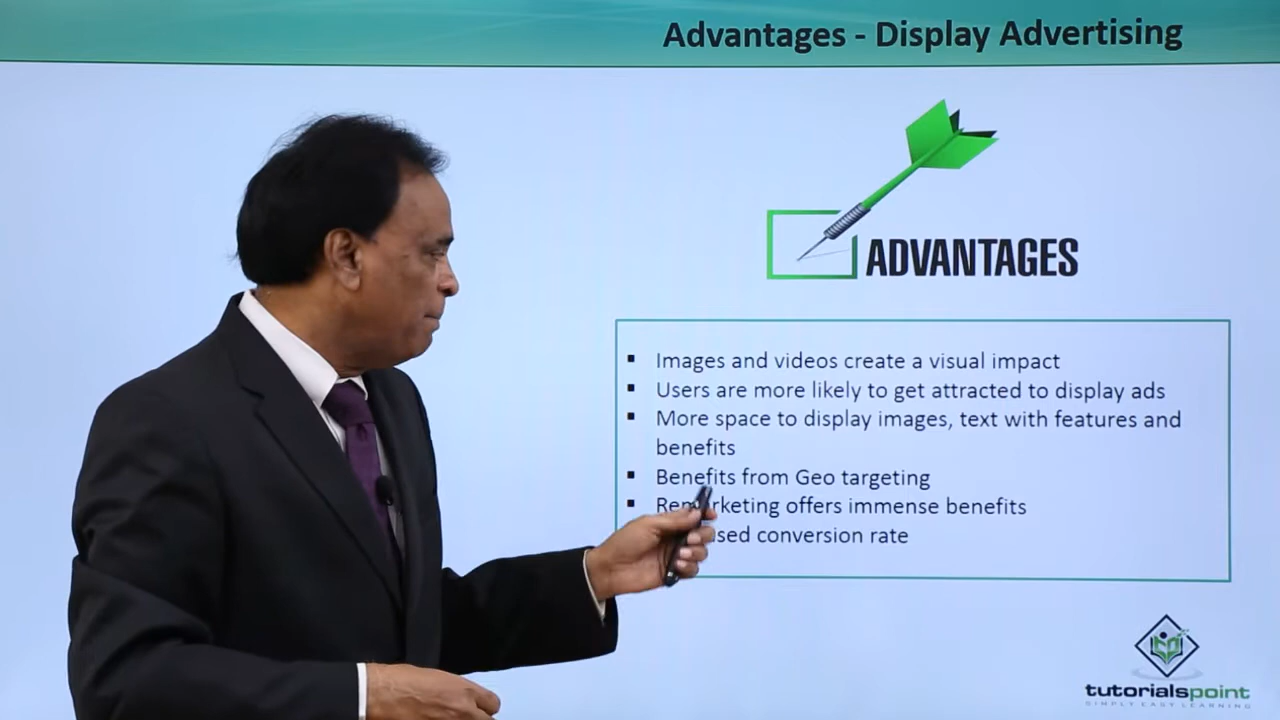 Advantages - Display Advertising
ADVANTAGES
▪ Images and videos create a visual impact
▪ Users are more likely to get attracted to display ads
▪ More space to display images, text with features and
benefits
▪ Benefits from Geo targeting
▪ Remarketing offers immense benefits
conversion rate
tutorialspoint
SIMPLY EASY LEARNING